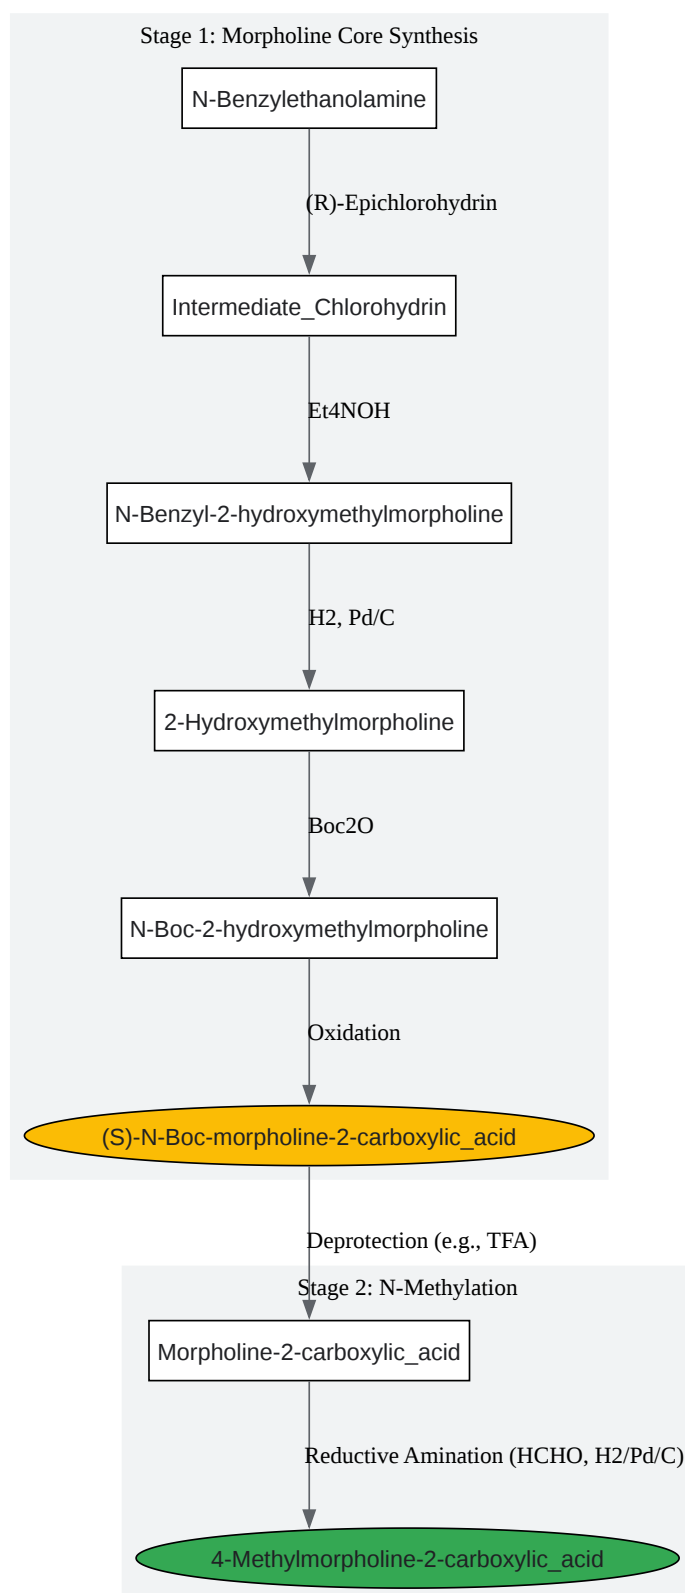 Stage 1: Morpholine Core Synthesis
N-Benzylethanolamine
(R)-Epichlorohydrin
Intermediate_Chlorohydrin
Et4NOH
N-Benzyl-2-hydroxymethylmorpholine
H2, Pd/C
2-Hydroxymethylmorpholine
Boc2O
N-Boc-2-hydroxymethylmorpholine
Oxidation
(S)-N-Boc-morpholine-2-carboxylic_acid
Deprotection (e.g., TFA)
Stage 2: N-Methylation
Morpholine-2-carboxylic_acid
Reductive Amination (HCHO, H2/Pd/C)
4-Methylmorpholine-2-carboxylic_acid